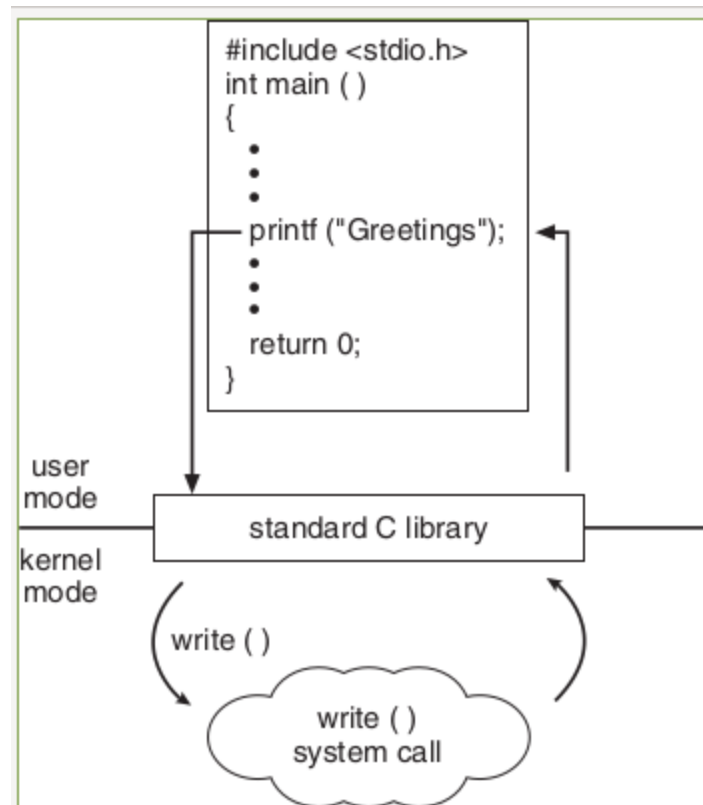 #include <stdio.h>
int main ( )
{
•
•
•
printf ("Greetings");
•
•
•
return 0;
}
user
mode
standard C library
kernel
mode
write ( )
write ( )
system call